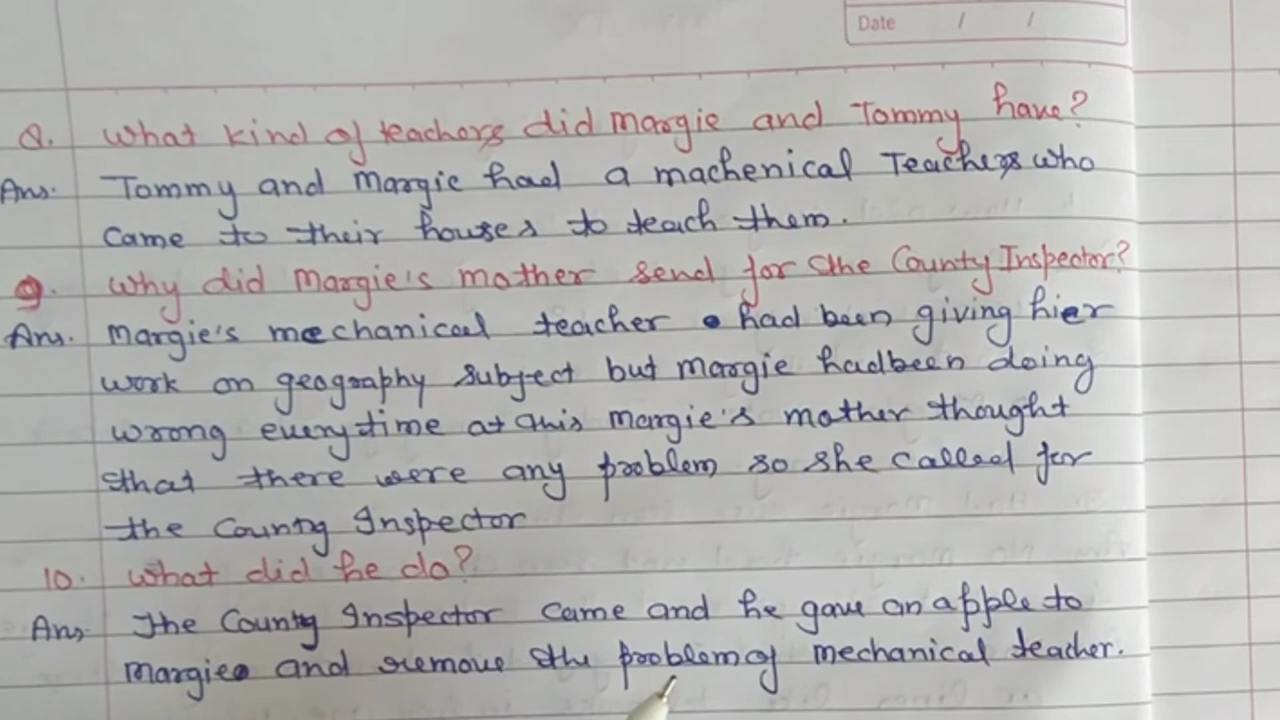 Date / /
8. What kind of teachers did Margie and Tommy have?
Ans. Tommy and Margie had a machenical Teachers who
came to their houses to teach them.
9. Why did Margie's mother send for the County Inspector?
Ans. Margie's mechanical teacher had been giving hier
work on geography subject but Margie hadbeen doing
wrong everytime at this Margie's mother thought
that there were any problem so she called for
the County Inspector
10. What did he do?
Ans The County Inspector came and he gave an apple to
Margie and remove the problem of mechanical teacher.